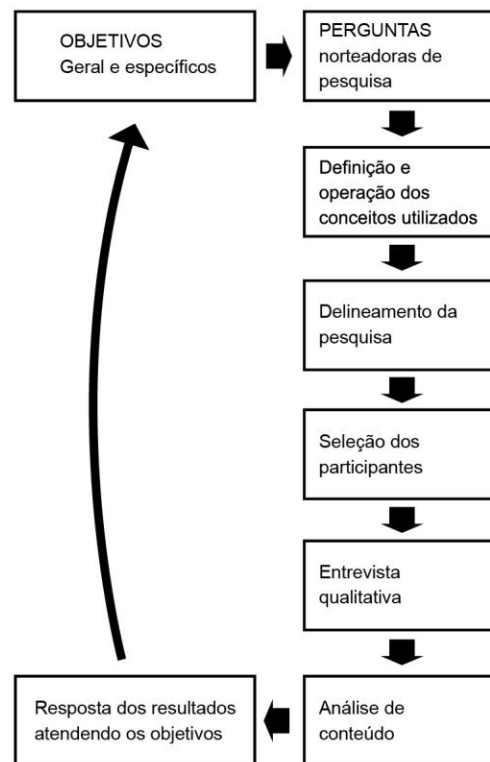 OBJETIVOS
Geral e específicos
PERGUNTAS
norteadoras de
pesquisa
Definição e
operação dos
conceitos utilizados
Delineamento da
pesquisa
Seleção dos
participantes
Entrevista
qualitativa
Análise de
conteúdo
Resposta dos resultados
atendendo os objetivos